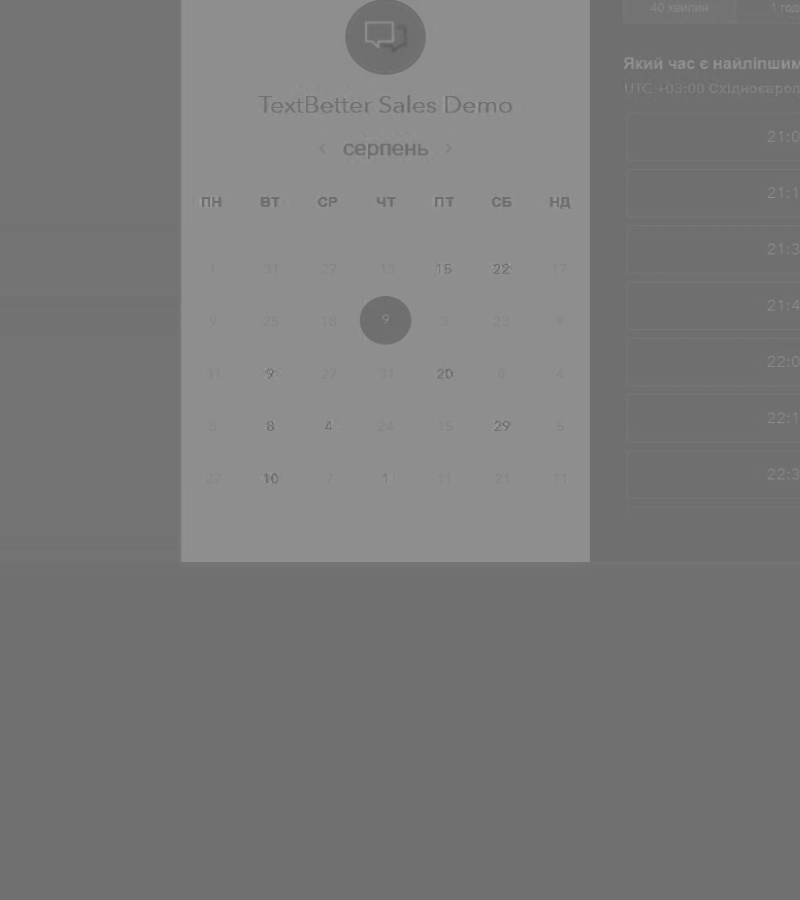 TextBetter Sales Demo
‹ серпень ›
ПН ВТ СР ЧТ ПТ СБ НД
1 31 27 13 15 22 17
9 25 18 9 3 23 9
31 9 27 31 20 8 4
8 8 4 24 15 29 5
27 10 7 1 11 21 11
40 хвилин 1 год
Який час є найліпшим
UTC +03:00 Східноєвроп
21:0
21:1
21:3
21:4
22:0
22:1
22:3